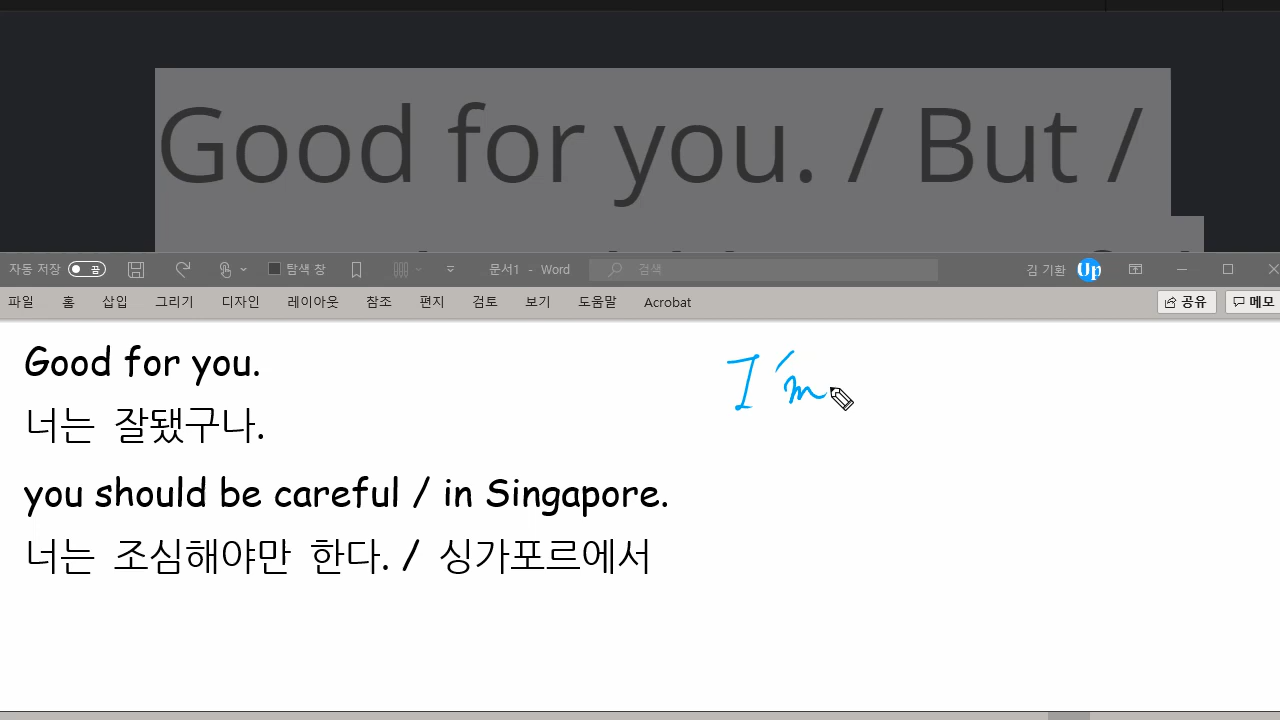 Good for you. / But /
자동 저장 끔 탐색 창 문서1 - Word 검색 김 기환 Up
파일 홈 삽입 그리기 디자인 레이아웃 참조 편지 검토 보기 도움말 Acrobat 공유 메모
Good for you.
I'm
너는 잘됐구나.
you should be careful / in Singapore.
너는 조심해야만 한다. / 싱가포르에서